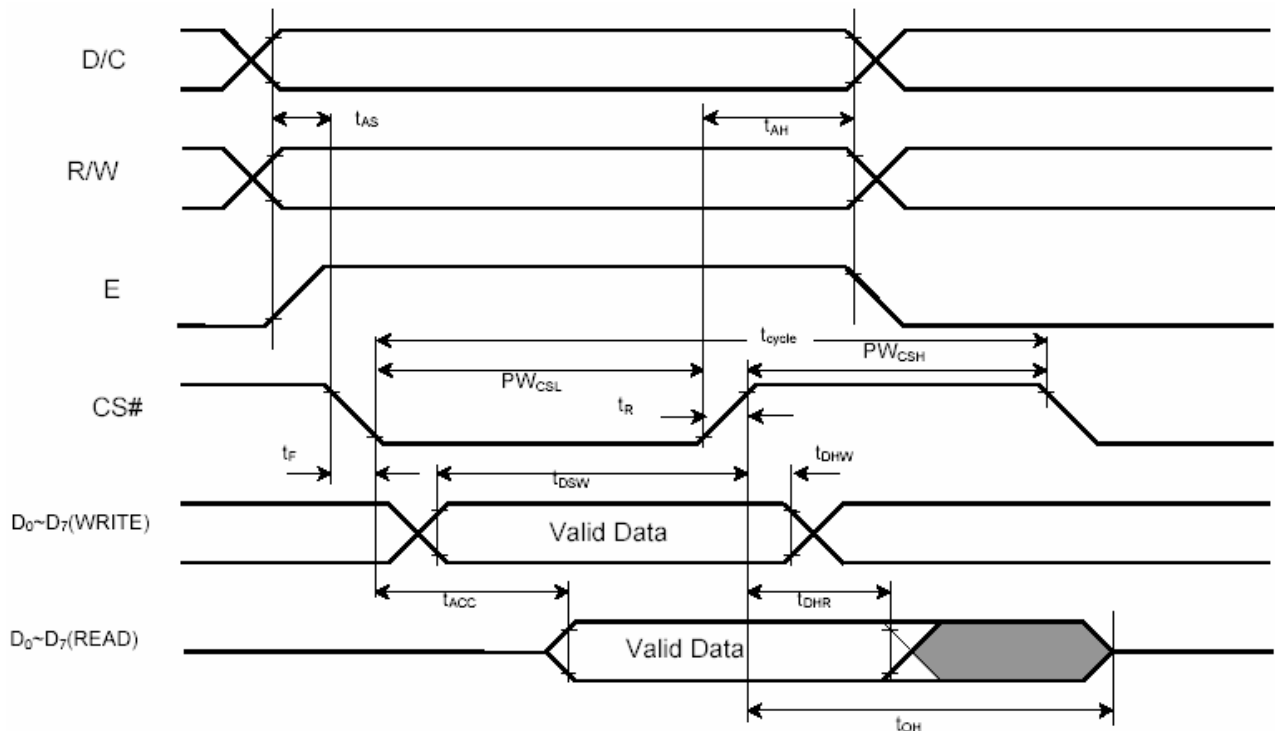 D/C
tAS
tAH
R/W
E
tcycle
PWCSL
PWCSH
CS#
tR
tF
tDSW
tDHW
D0~D7(WRITE)
Valid Data
tACC
tDHR
D0~D7(READ)
Valid Data
tOH